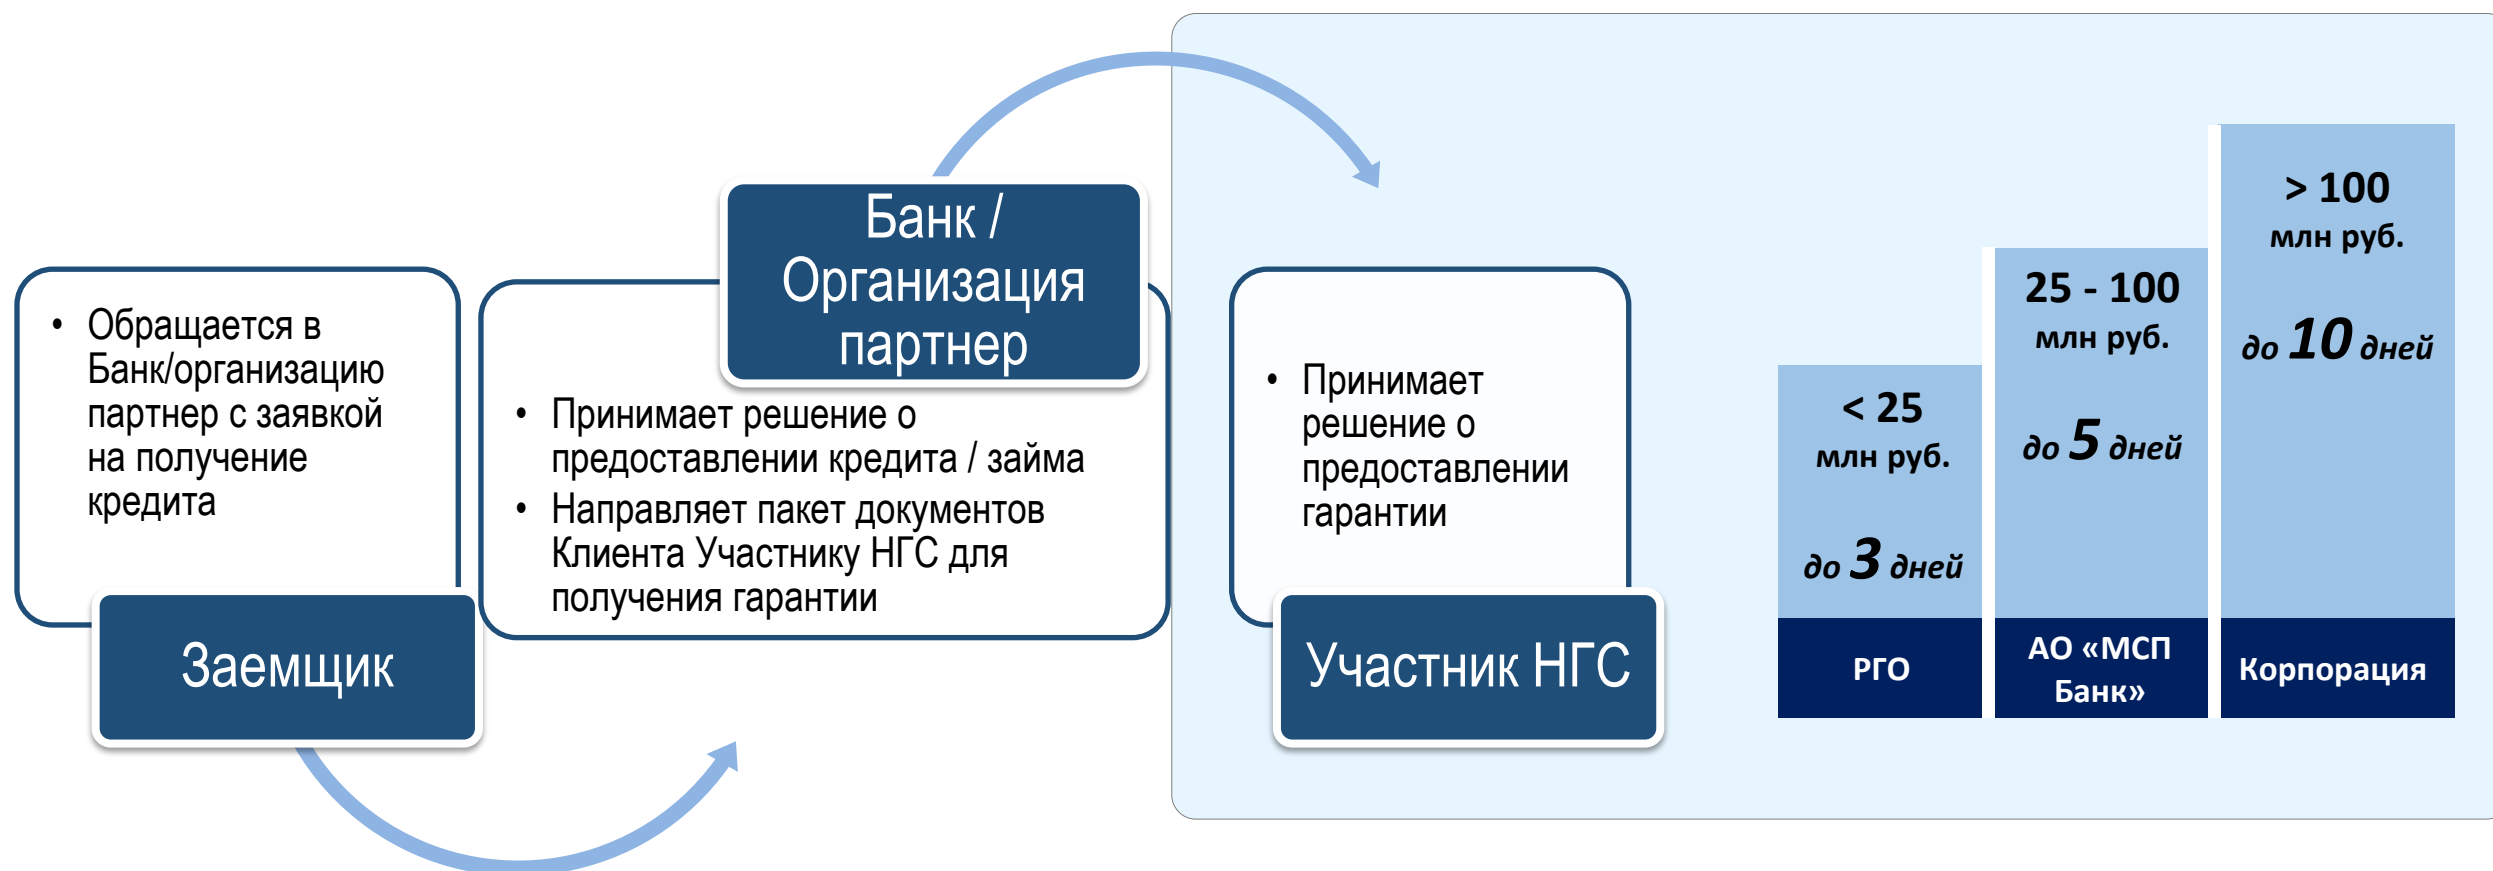 • Обращается в
Банк/организацию
партнер с заявкой
на получение
кредита
Заемщик
Банк /
Организация
партнер
• Принимает решение о
предоставлении кредита / займа
• Направляет пакет документов
Клиента Участнику НГС для
получения гарантии
• Принимает
решение о
предоставлении
гарантии
Участник НГС
< 25
млн руб.
до 3 дней
РГО
25 - 100
млн руб.
до 5 дней
АО «МСП
Банк»
> 100
млн руб.
до 10 дней
Корпорация